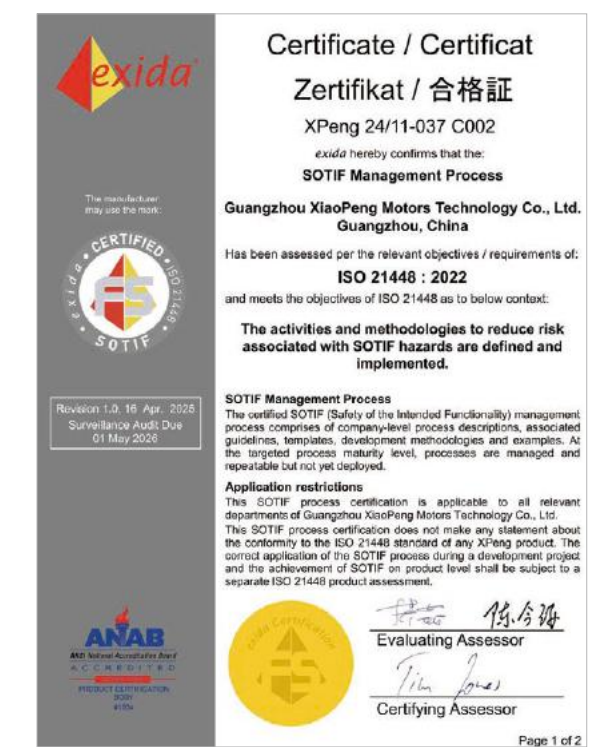 exida
Certificate / Certificat
Zertifikat / 合格証
XPeng 24/11-037 C002
exida hereby confirms that the:
SOTIF Management Process
Guangzhou XiaoPeng Motors Technology Co., Ltd.
Guangzhou, China
Has been assessed per the relevant objectives / requirements of:
ISO 21448 : 2022
and meets the objectives of ISO 21448 as to below context:
The activities and methodologies to reduce risk
associated with SOTIF hazards are defined and
implemented.
SOTIF Management Process
The certified SOTIF (Safety of the Intended Functionality) management
process comprises of company-level process descriptions, associated
guidelines, templates, development methodologies and examples. At
the targeted process maturity level, processes are managed and
repeatable but not yet deployed.
Application restrictions
This SOTIF process certification is applicable to all relevant
departments of Guangzhou XiaoPeng Motors Technology Co., Ltd.
This SOTIF process certification does not make any statement about
the conformity to the ISO 21448 standard of any XPeng product. The
correct application of the SOTIF process during a development project
and the achievement of SOTIF on product level shall be subject to a
separate ISO 21448 product assessment.
Evaluating Assessor
Tim Jones
Certifying Assessor
Page 1 of 2
The manufacturer
may use the mark:
exida CERTIFIED ISO 21448
SOTIF
FS
Revision 1.0, 16 Apr.
Surveillance Audit Due
01 May 2026
ANAB
ANSI National Accreditation Board
ACCREDITED
PRODUCT CERTIFICATION
BODY
exida Certification
FS